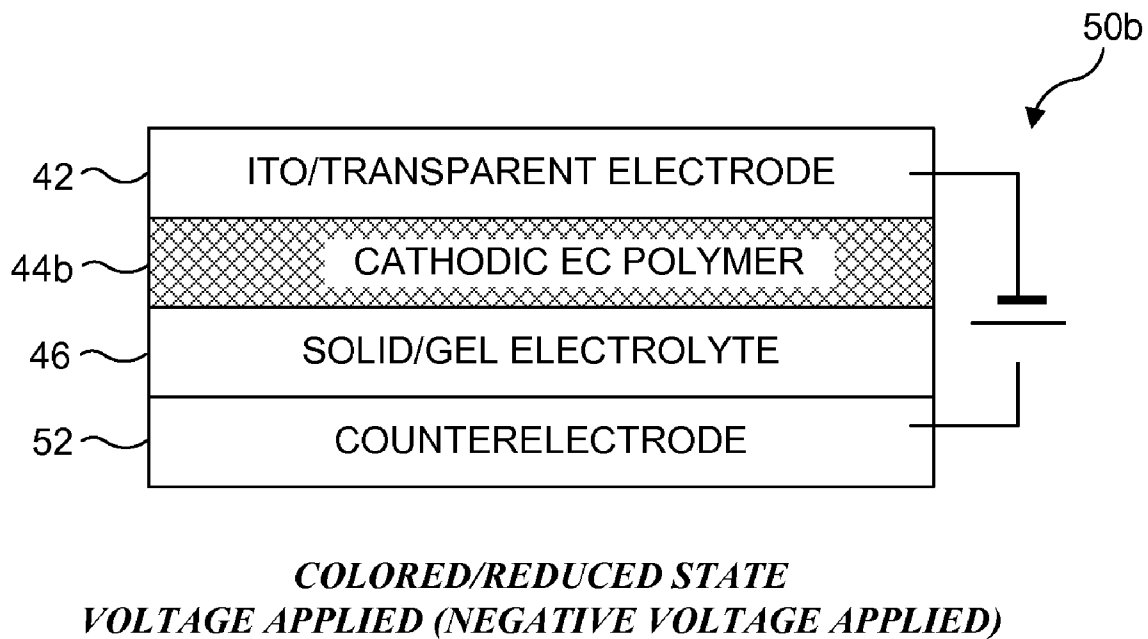 50b
42 ITO/TRANSPARENT ELECTRODE
44b CATHODIC EC POLYMER
46 SOLID/GEL ELECTROLYTE
52 COUNTERELECTRODE
COLORED/REDUCED STATE
VOLTAGE APPLIED (NEGATIVE VOLTAGE APPLIED)